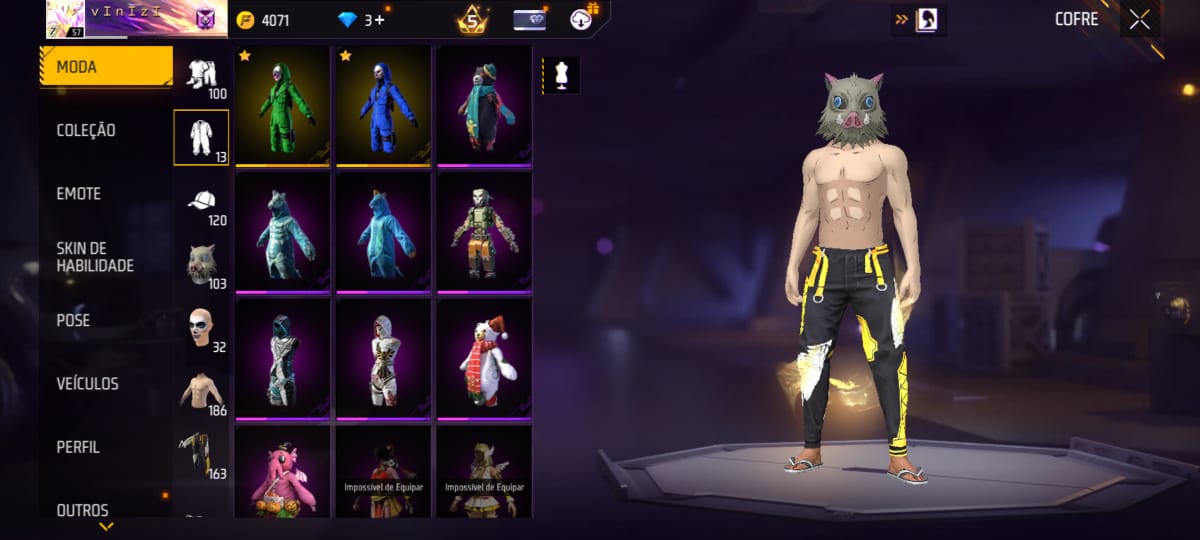 vInIzI
57
4071
3+
5
COFRE
MODA
100
COLEÇÃO
13
EMOTE
120
SKIN DE
HABILIDADE
103
POSE
32
VEÍCULOS
186
PERFIL
163
OUTROS
Impossível de Equipar
Impossível de Equipar